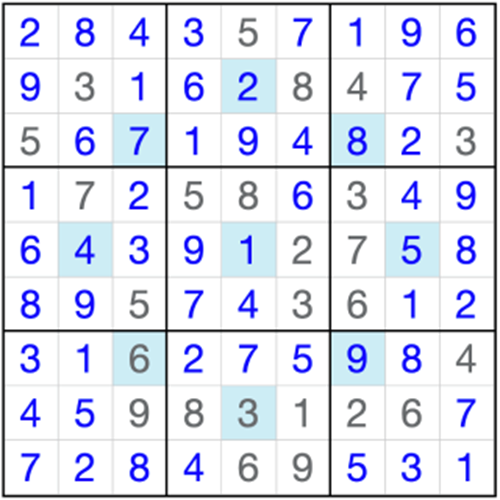 2 8 4 3 5 7 1 9 6
9 3 1 6 2 8 4 7 5
5 6 7 1 9 4 8 2 3
1 7 2 5 8 6 3 4 9
6 4 3 9 1 2 7 5 8
8 9 5 7 4 3 6 1 2
3 1 6 2 7 5 9 8 4
4 5 9 8 3 1 2 6 7
7 2 8 4 6 9 5 3 1